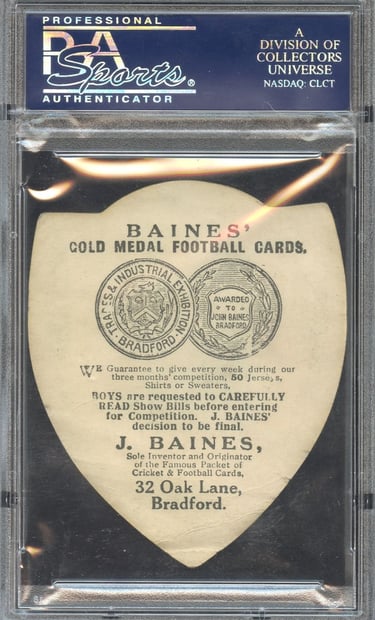 PROFESSIONAL
PSA
Sports®
AUTHENTICATOR
A
DIVISION OF
COLLECTORS
UNIVERSE
NASDAQ: CLCT
BAINES'
GOLD MEDAL FOOTBALL CARDS.
TRADES & INDUSTRIAL EXHIBITION
BRADFORD
AWARDED
TO
JOHN BAINES
BRADFORD
WE Guarantee to give every week during our
three months' competition, 50 Jerseys,
Shirts or Sweaters.
BOYS are requested to CAREFULLY
READ Show Bills before entering
for Competition. J. BAINES'
decision to be final.
J. BAINES,
Sole Inventor and Originator
of the Famous Packet of
Cricket & Football Cards,
32 Oak Lane,
Bradford.